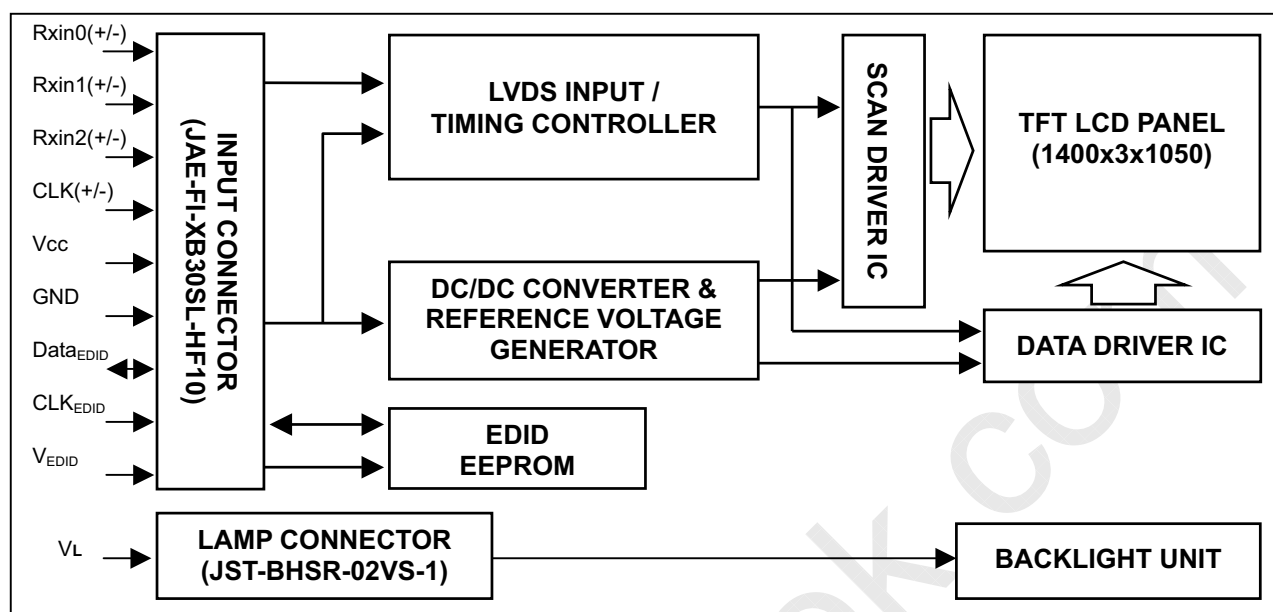 Rxin0(+/-)
Rxin1(+/-)
Rxin2(+/-)
CLK(+/-)
Vcc
GND
DataEDID
CLKEDID
VEDID
VL
INPUT CONNECTOR
(JAE-FI-XB30SL-HF10)
LVDS INPUT /
TIMING CONTROLLER
DC/DC CONVERTER &
REFERENCE VOLTAGE
GENERATOR
EDID
EEPROM
LAMP CONNECTOR
(JST-BHSR-02VS-1)
SCAN DRIVER IC
TFT LCD PANEL
(1400x3x1050)
DATA DRIVER IC
BACKLIGHT UNIT